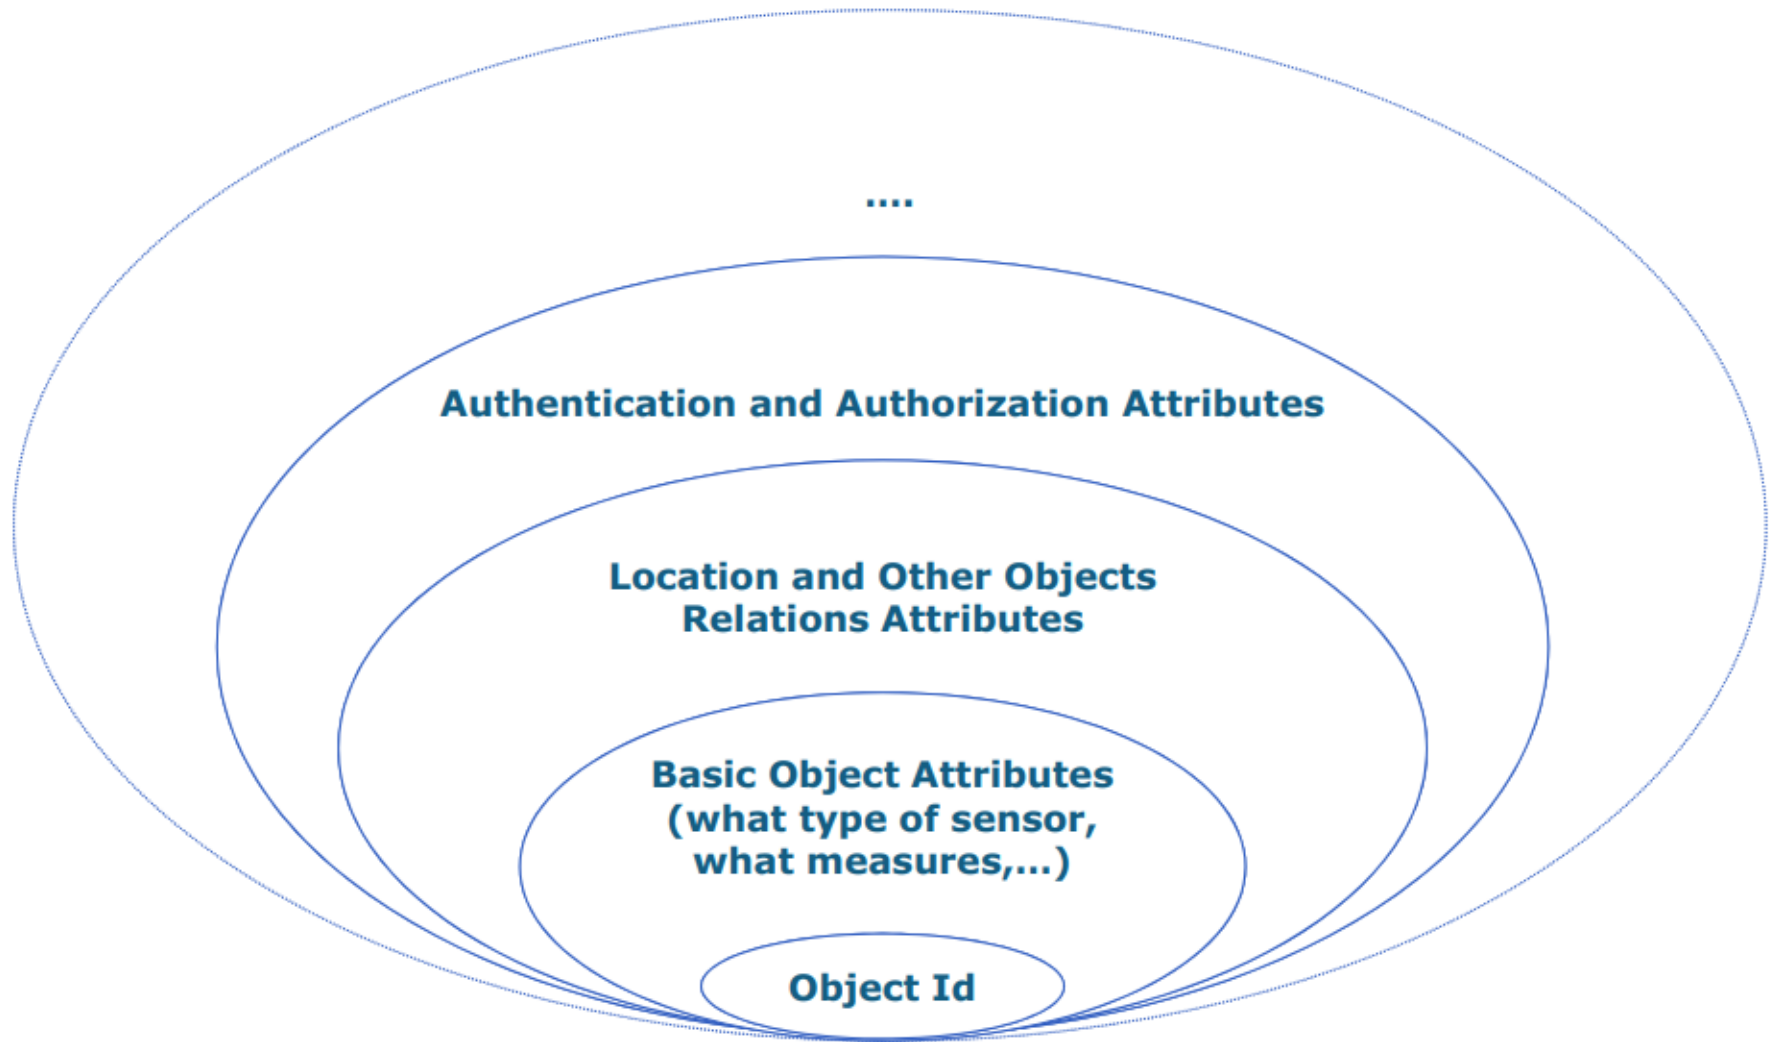 ....
Authentication and Authorization Attributes
Location and Other Objects
Relations Attributes
Basic Object Attributes
(what type of sensor,
what measures,...)
Object Id